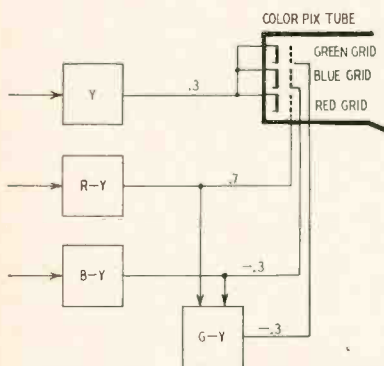 COLOR PIX TUBE
GREEN GRID
BLUE GRID
RED GRID
Y
.3
R-Y
.7
B-Y
-.3
G-Y
-.3